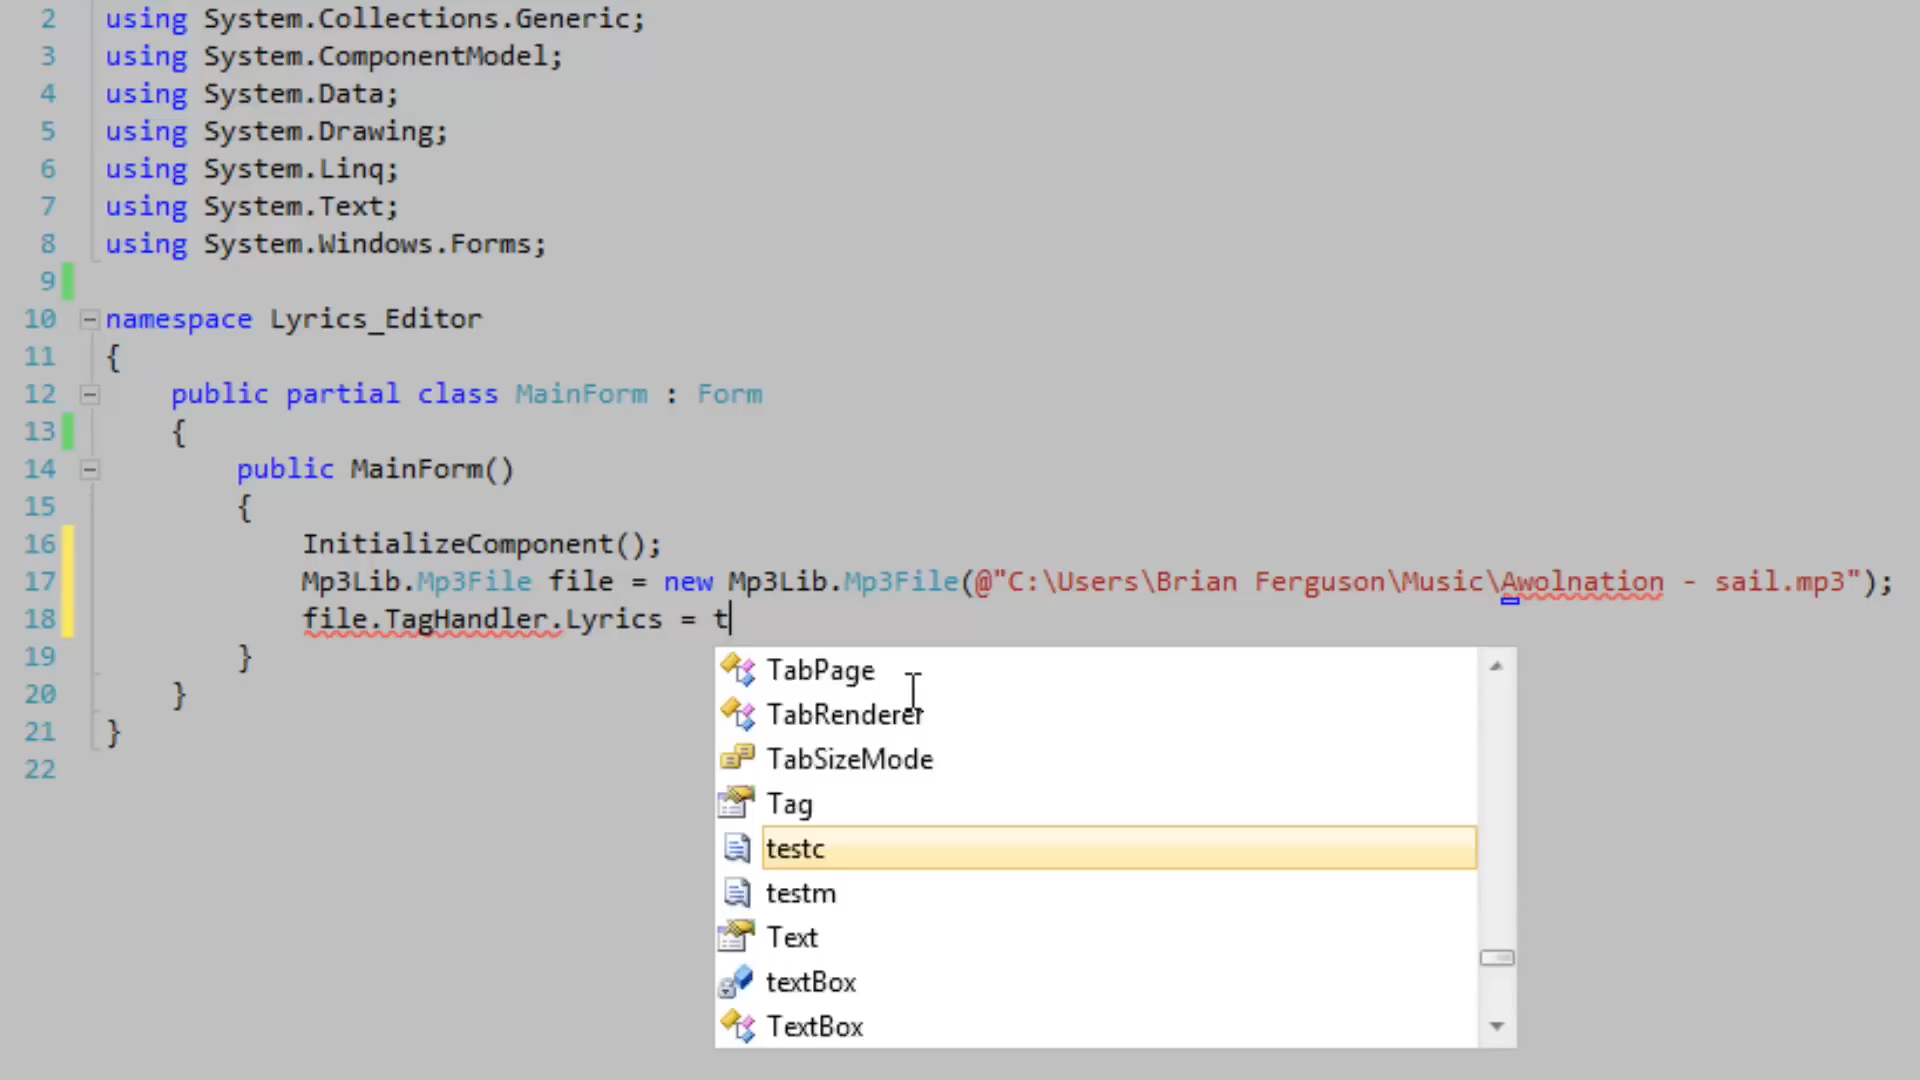 2 using System.Collections.Generic;
3 using System.ComponentModel;
4 using System.Data;
5 using System.Drawing;
6 using System.Linq;
7 using System.Text;
8 using System.Windows.Forms;
9
10 namespace Lyrics_Editor
11 {
12 public partial class MainForm : Form
13 {
14 public MainForm()
15 {
16 InitializeComponent();
17 Mp3Lib.Mp3File file = new Mp3Lib.Mp3File(@"C:\Users\Brian Ferguson\Music\Awolnation - sail.mp3");
18 file.TagHandler.Lyrics = t
19 }
20 }
21 }
22
TabPage
TabRenderer
TabSizeMode
Tag
testc
testm
Text
textBox
TextBox